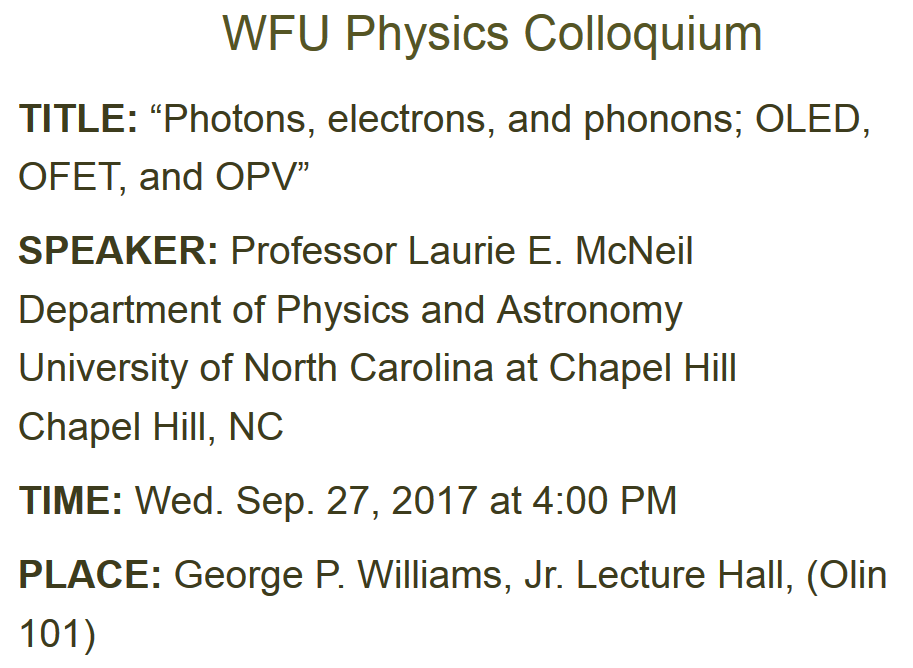 WFU Physics Colloquium
TITLE: “Photons, electrons, and phonons; OLED,
OFET, and OPV”
SPEAKER: Professor Laurie E. McNeil
Department of Physics and Astronomy
University of North Carolina at Chapel Hill
Chapel Hill, NC
TIME: Wed. Sep. 27, 2017 at 4:00 PM
PLACE: George P. Williams, Jr. Lecture Hall, (Olin
101)